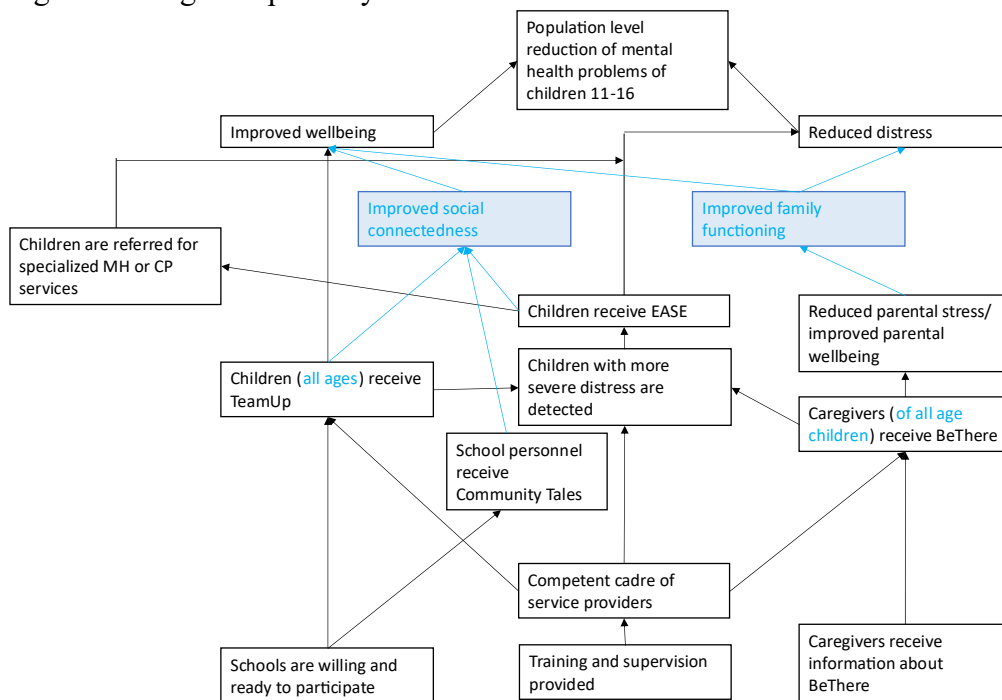 Population level
reduction of mental
health problems of
children 11-16
Improved wellbeing
Reduced distress
Improved social
connectedness
Improved family
functioning
Children are referred for
specialized MH or CP
services
Children receive EASE
Reduced parental stress/
improved parental
wellbeing
Children (all ages) receive
TeamUp
Children with more
severe distress are
detected
Caregivers (of all age
children) receive BeThere
School personnel
receive
Community Tales
Competent cadre of
service providers
Schools are willing and
ready to participate
Training and supervision
provided
Caregivers receive
information about
BeThere